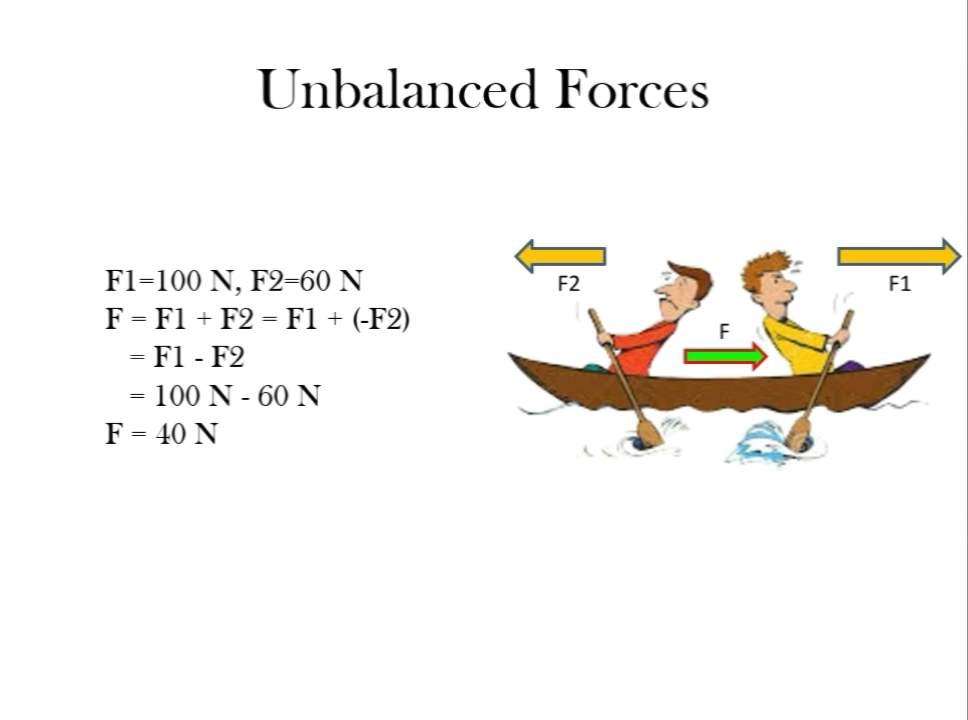 Unbalanced Forces
F1=100 N, F2=60 N
F = F1 + F2 = F1 + (-F2)
= F1 - F2
= 100 N - 60 N
F = 40 N
F2
F1
F